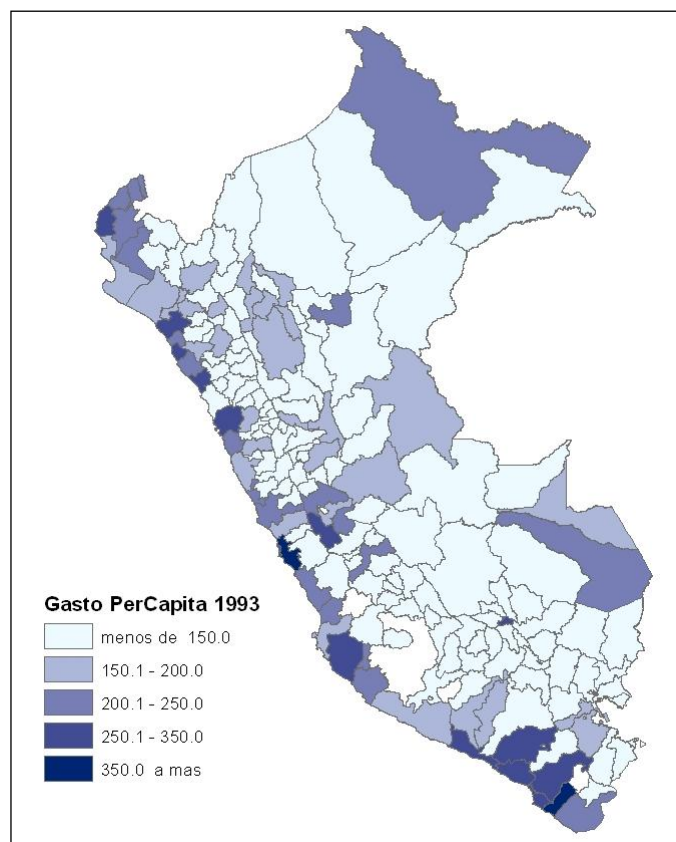 Gasto PerCapita 1993
menos de 150.0
150.1 - 200.0
200.1 - 250.0
250.1 - 350.0
350.0 a mas